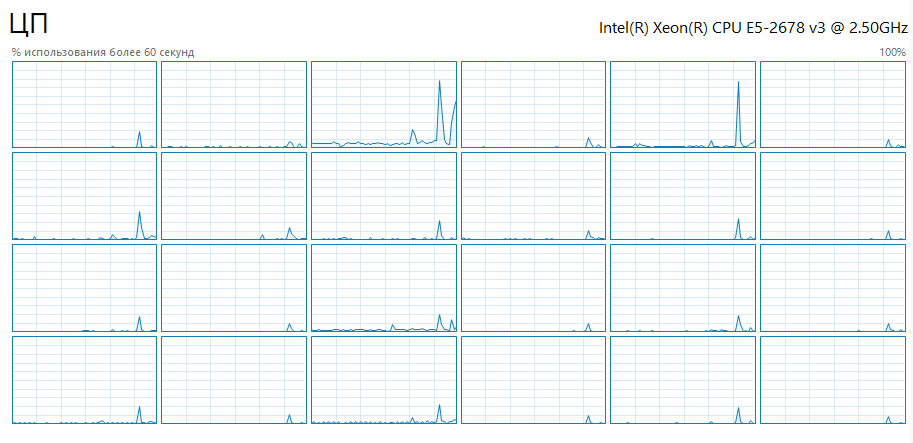 ЦП
Intel(R) Xeon(R) CPU E5-2678 v3 @ 2.50GHz
% использования более 60 секунд
100%